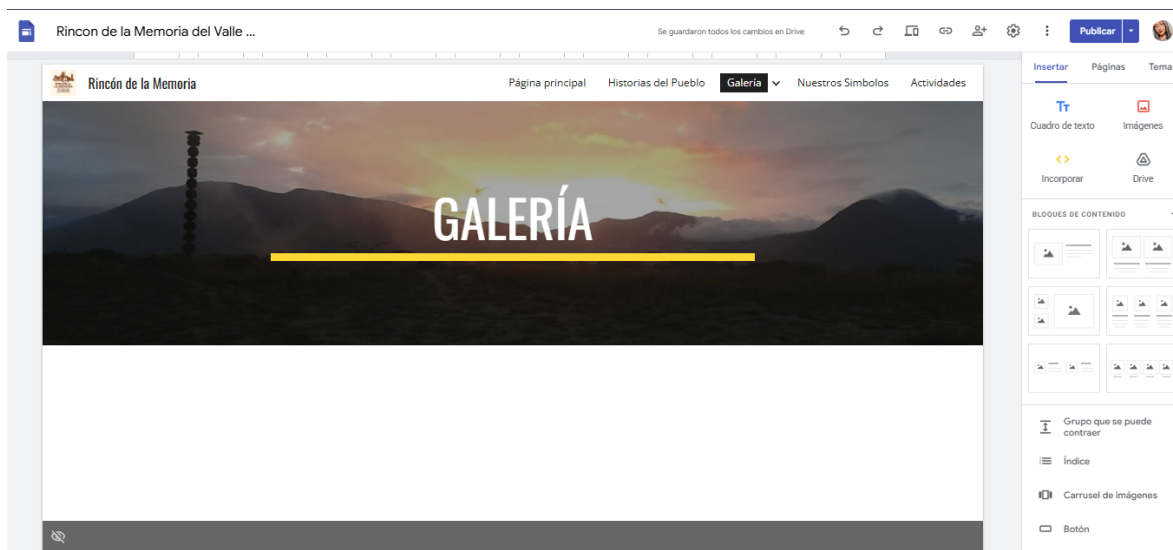 Rincon de la Memoria del Valle ...
Se guardaron todos los cambios en Drive
Publicar
Rincón de la Memoria
Página principal
Historias del Pueblo
Galería
Nuestros Simbolos
Actividades
GALERÍA
Insertar
Páginas
Tema
Cuadro de texto
Imágenes
Incorporar
Drive
BLOQUES DE CONTENIDO
Grupo que se puede
contraer
Índice
Carrusel de imágenes
Botón